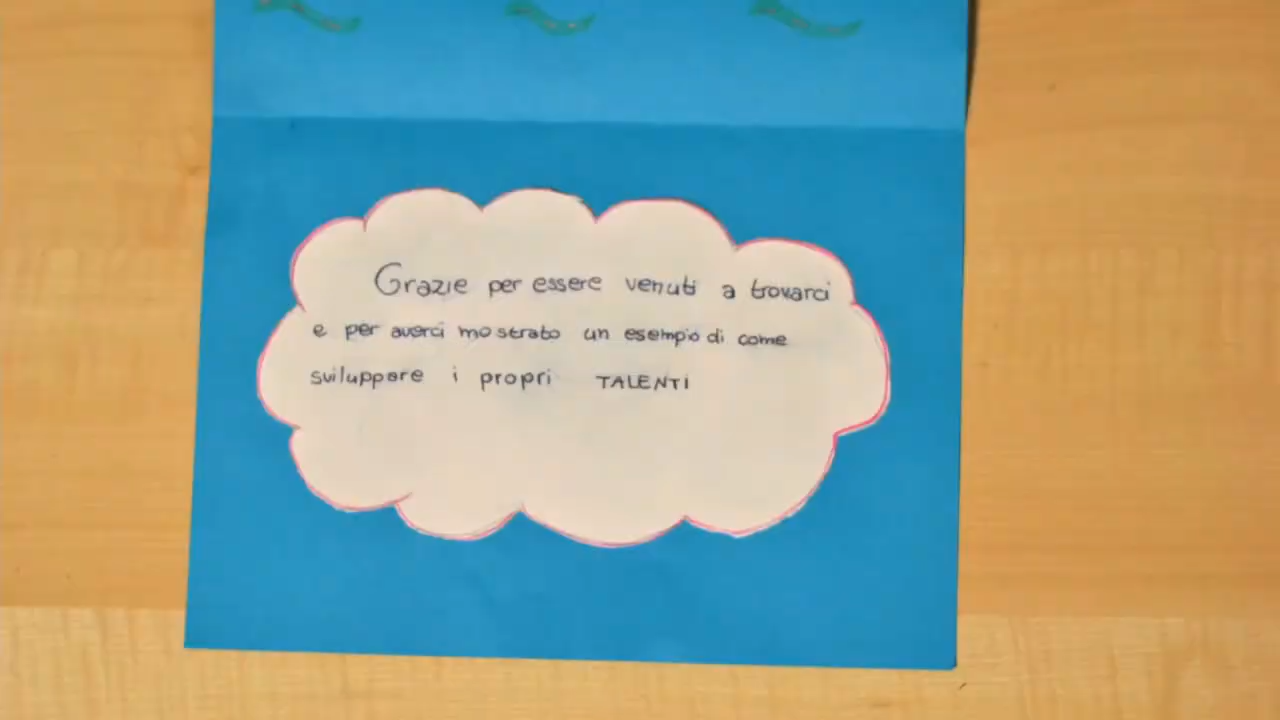 Grazie per essere venuti a trovarci
e per averci mostrato un esempio di come
sviluppare i propri TALENTI